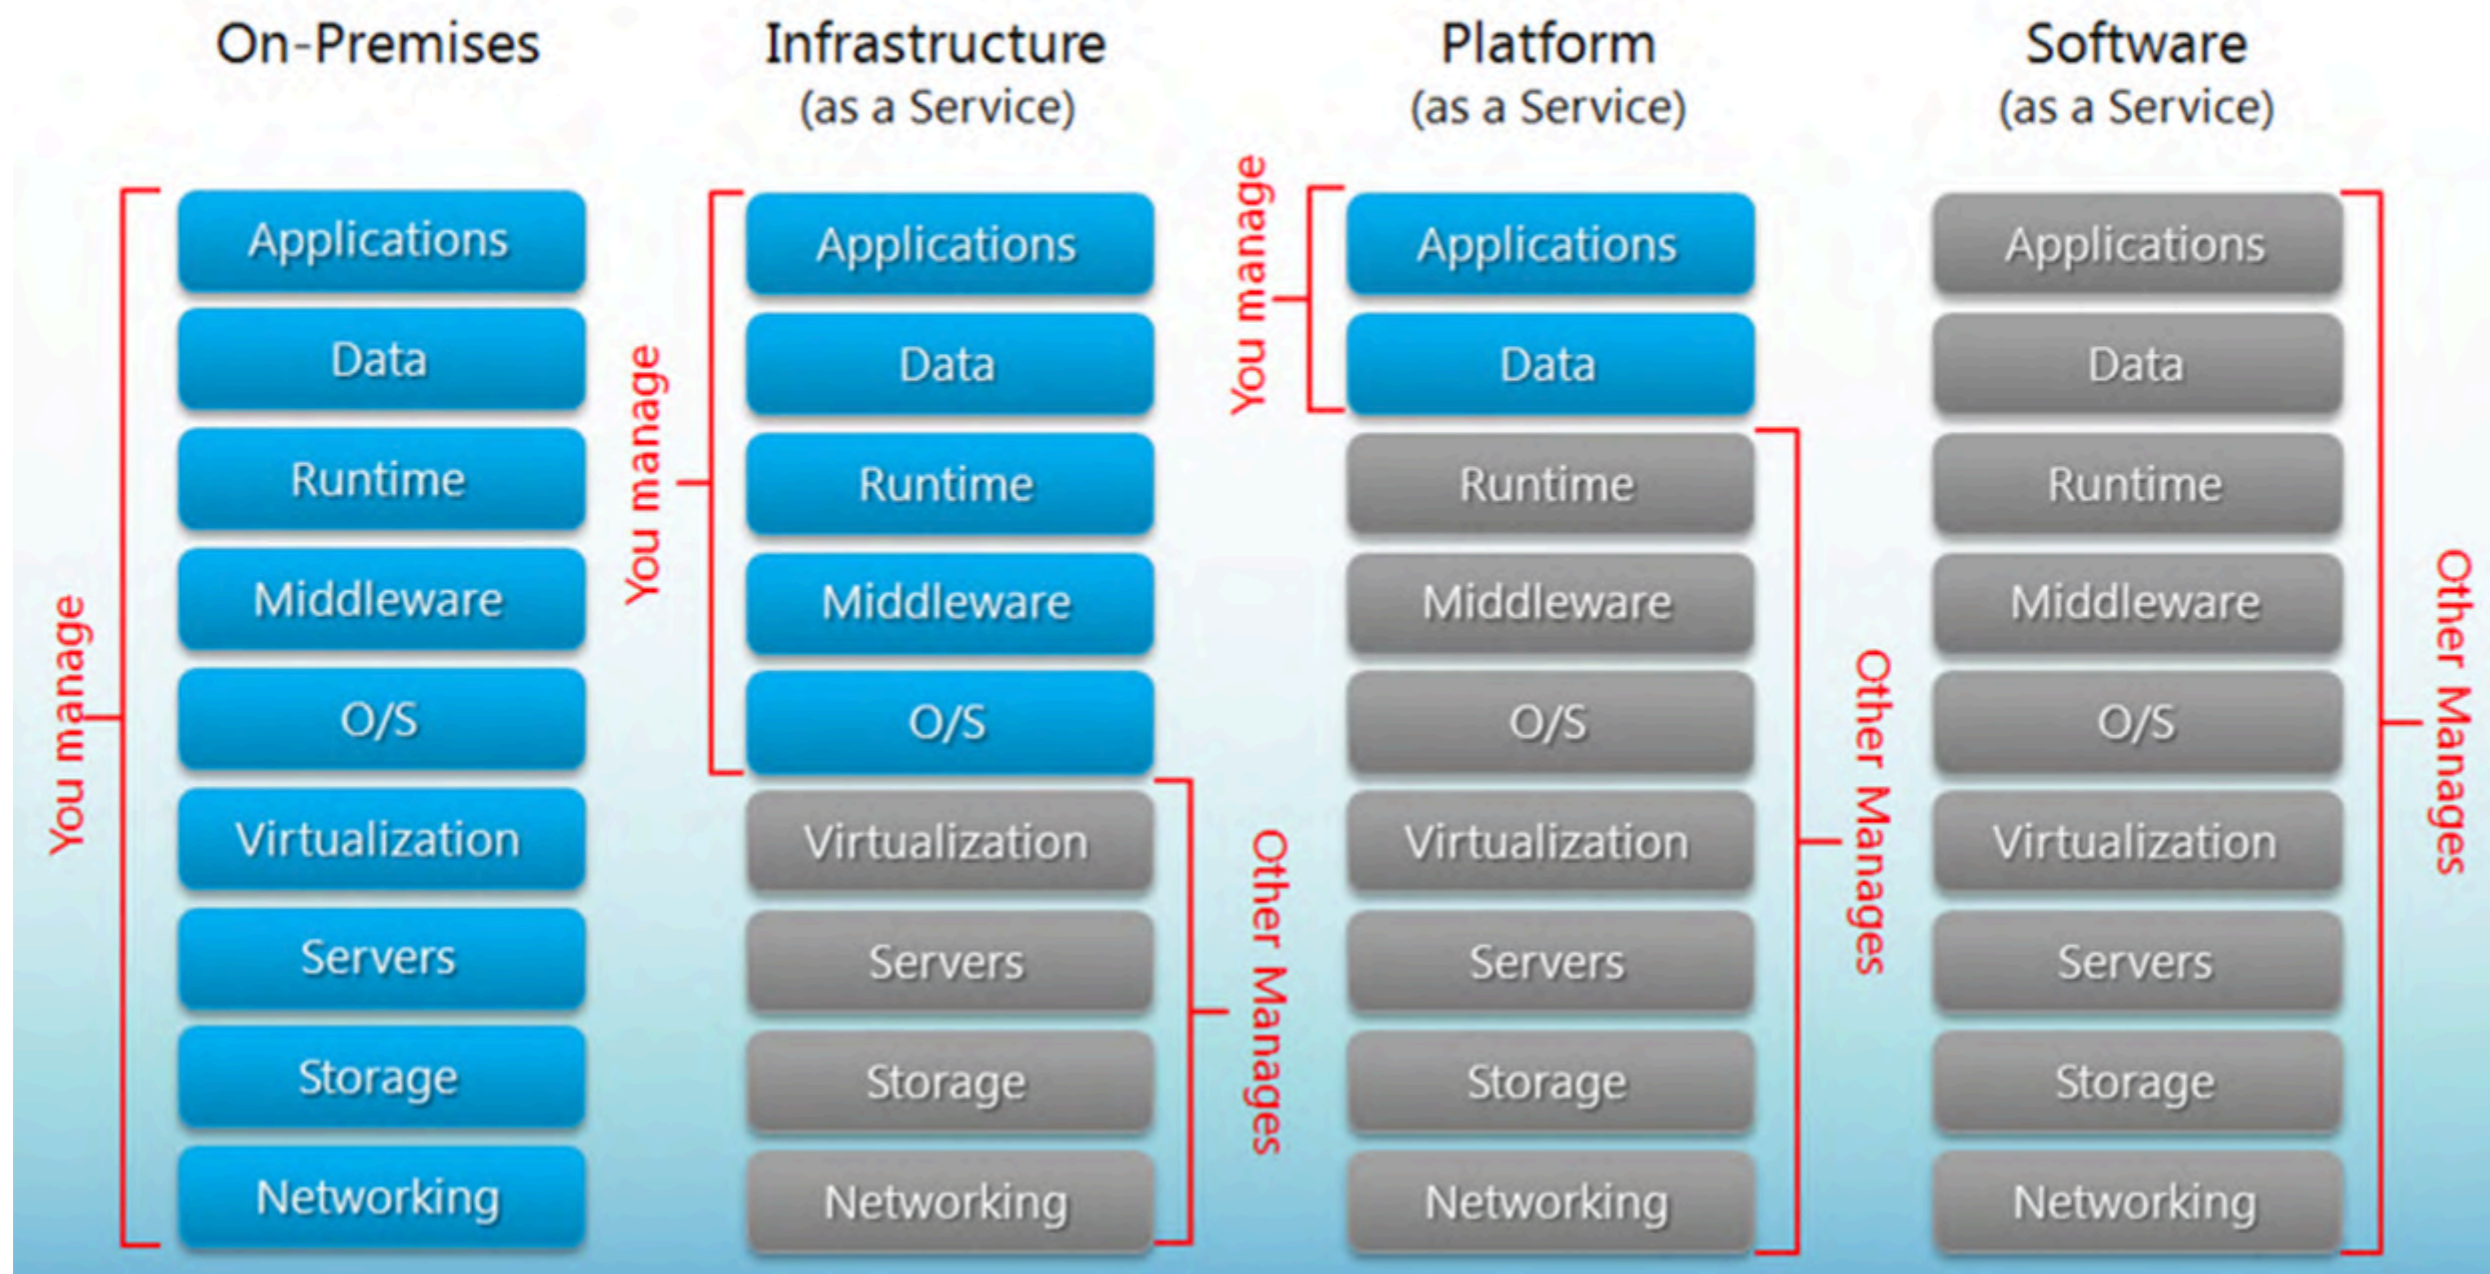 On-Premises
You manage
Applications
Data
Runtime
Middleware
O/S
Virtualization
Servers
Storage
Networking
Infrastructure
(as a Service)
You manage
Applications
Data
Runtime
Middleware
O/S
Virtualization
Servers
Storage
Networking
Other Manages
Platform
(as a Service)
You manage
Applications
Data
Runtime
Middleware
O/S
Virtualization
Servers
Storage
Networking
Other Manages
Software
(as a Service)
Applications
Data
Runtime
Middleware
O/S
Virtualization
Servers
Storage
Networking
Other Manages